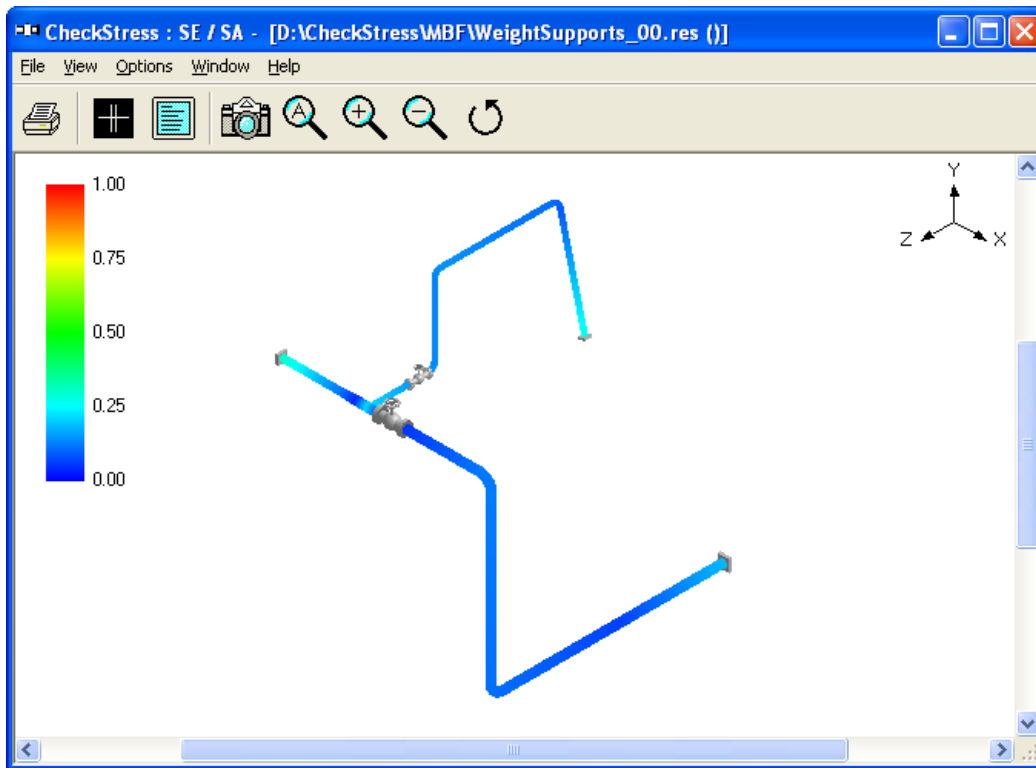 CheckStress : SE / SA - [D:\CheckStress\MBF\WeightSupports_00.res ()]
File View Options Window Help
A
1.00
0.75
0.50
0.25
0.00
Y
Z X